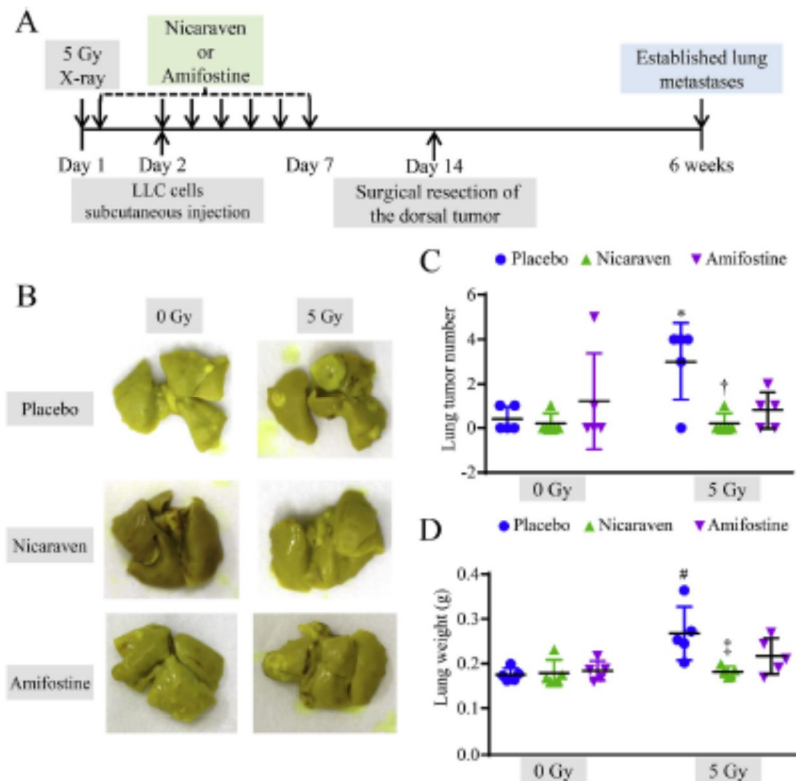 A
5 Gy
X-ray
Nicaraven
or
Amifostine
Established lung
metastases
Day 1
Day 2
Day 7
Day 14
6 weeks
LLC cells
subcutaneous injection
Surgical resection of
the dorsal tumor
B
0 Gy
5 Gy
Placebo
Nicaraven
Amifostine
C
Placebo
Nicaraven
Amifostine
Lung tumor number
6
4
2
0
-2
*
†
0 Gy
5 Gy
D
Placebo
Nicaraven
Amifostine
Lung weight (g)
0.4
0.3
0.2
0.1
0.0
#
‡
0 Gy
5 Gy